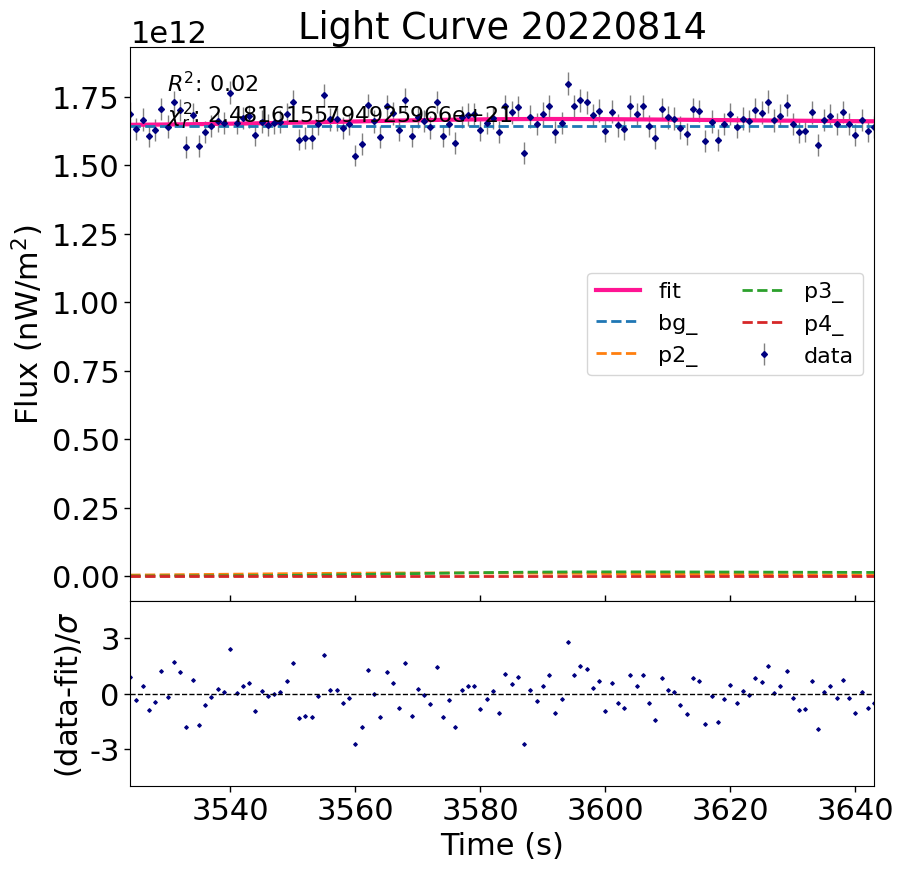 Light Curve 20220814
1e12
R²: 0.02
1.75
1.50
1.25
1.00
0.75
0.50
0.25
0.00
Flux (nW/m²)
fit
bg_
p2_
p3_
p4_
data
3
0
-3
(data-fit)/σ
3540 3560 3580 3600 3620 3640
Time (s)